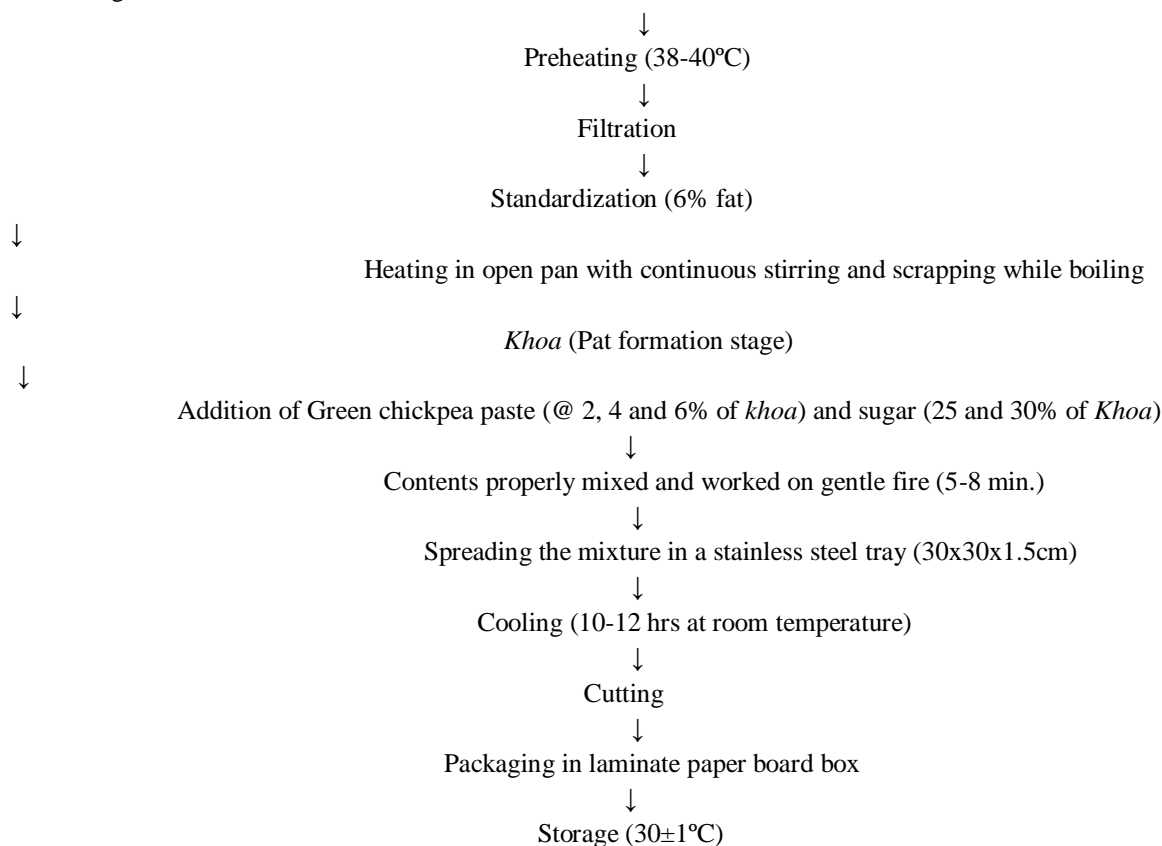 ↓
Preheating (38-40ºC)
↓
Filtration
↓
Standardization (6% fat)
↓
Heating in open pan with continuous stirring and scrapping while boiling
↓
Khoa (Pat formation stage)
↓
Addition of Green chickpea paste (@ 2, 4 and 6% of khoa) and sugar (25 and 30% of Khoa)
↓
Contents properly mixed and worked on gentle fire (5-8 min.)
↓
Spreading the mixture in a stainless steel tray (30x30x1.5cm)
↓
Cooling (10-12 hrs at room temperature)
↓
Cutting
↓
Packaging in laminate paper board box
↓
Storage (30±1ºC)